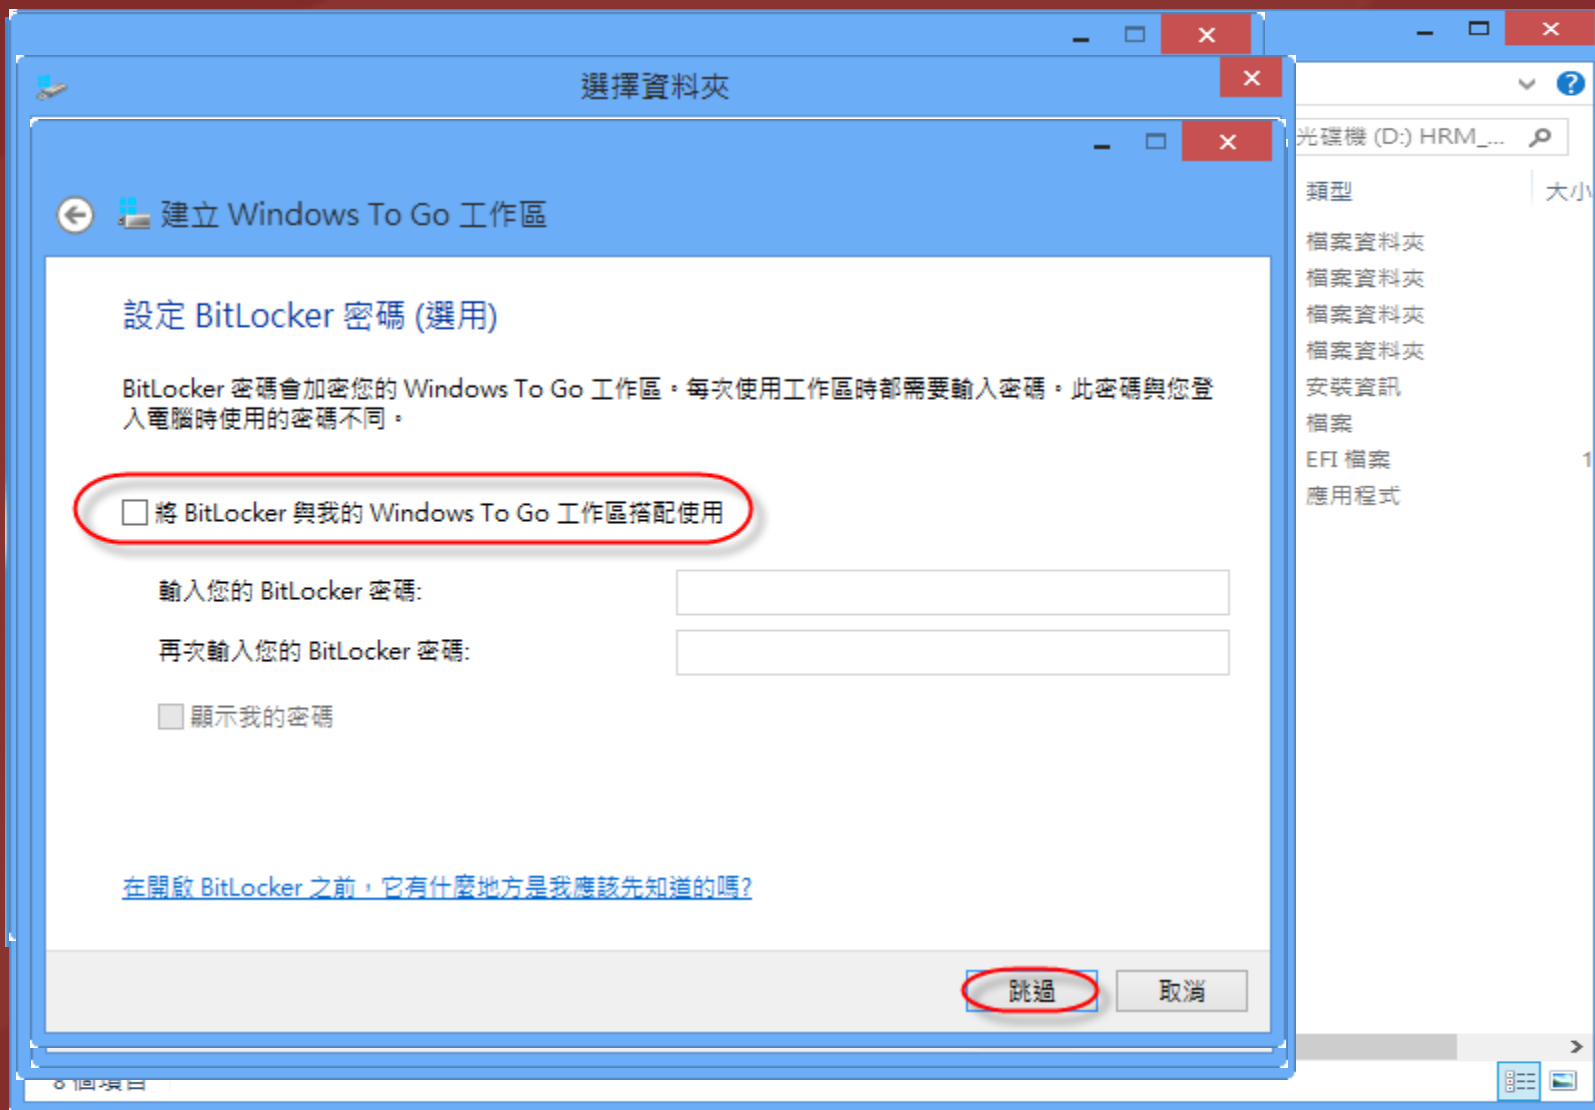 選擇資料夾
光碟機 (D:) HRM_...
類型
大小
檔案資料夾
檔案資料夾
檔案資料夾
檔案資料夾
安裝資訊
檔案
EFI 檔案
1
應用程式
建立 Windows To Go 工作區
設定 BitLocker 密碼 (選用)
BitLocker 密碼會加密您的 Windows To Go 工作區。每次使用工作區時都需要輸入密碼。此密碼與您登
入電腦時使用的密碼不同。
將 BitLocker 與我的 Windows To Go 工作區搭配使用
輸入您的 BitLocker 密碼:
再次輸入您的 BitLocker 密碼:
顯示我的密碼
在開啟 BitLocker 之前，它有什麼地方是我應該先知道的嗎?
跳過
取消
8 個項目